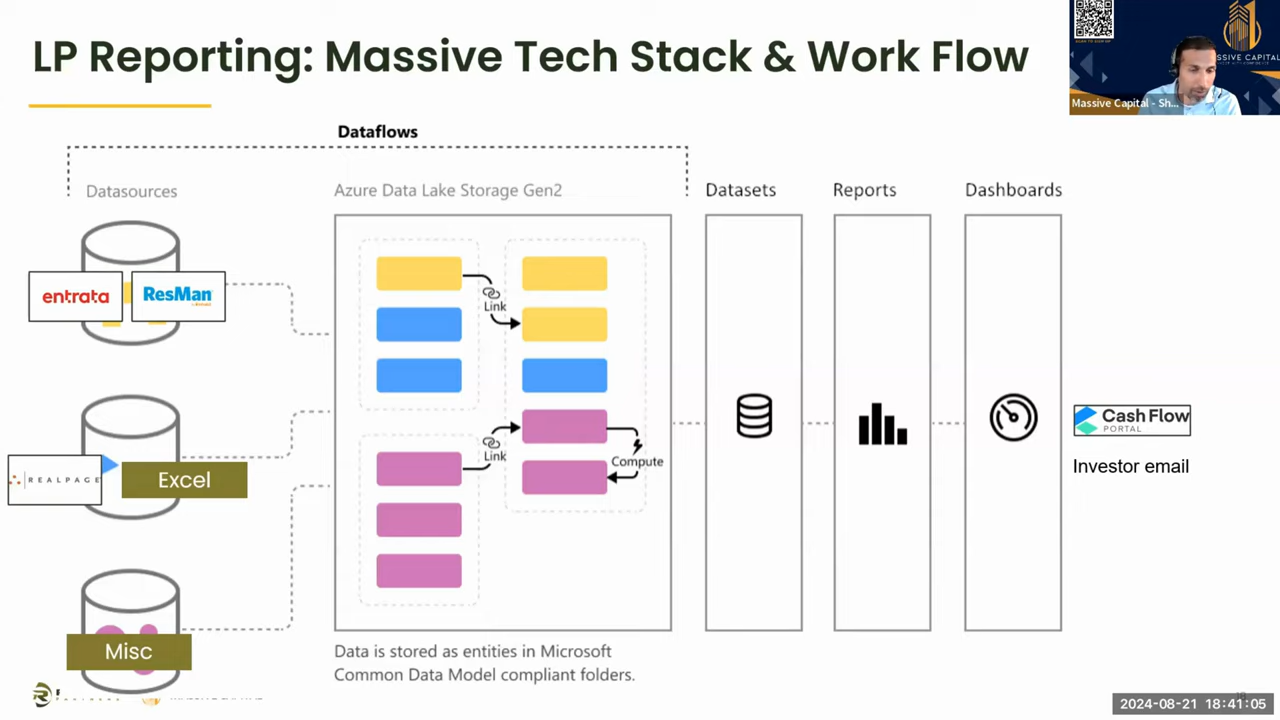 LP Reporting: Massive Tech Stack & Work Flow
SSIVE CAPITAL
Massive Capital - Sh...
Dataflows
Datasources
Azure Data Lake Storage Gen2
Datasets
Reports
Dashboards
entrata
ResMan
Link
Link
Compute
REALPAGE
Excel
Misc
Cash Flow
PORTAL
Investor email
Data is stored as entities in Microsoft
Common Data Model compliant folders.
2024-08-21 18:41:05